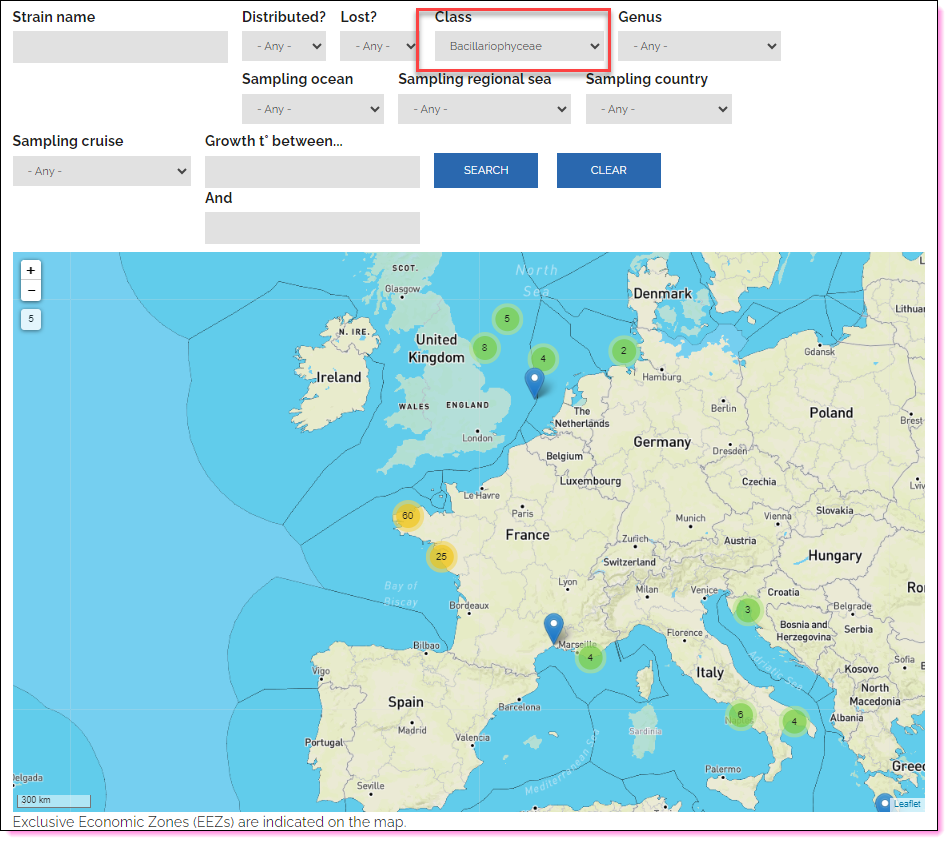 Strain name
Distributed?
Lost?
Class
Genus
- Any -
- Any -
Bacillariophyceae
- Any -
Sampling ocean
Sampling regional sea
Sampling country
- Any -
- Any -
- Any -
Sampling cruise
Growth t° between...
- Any -
SEARCH
CLEAR
And
+
−
5
SCOT.
Glasgow
North
Sea
Denmark
Lithua
N. IRE.
United
Kingdom
5
8
4
2
Gdansk
Ireland
Hamburg
WALES
ENGLAND
The
Netherlands
Berlin
Poland
Brest
London
Germany
Dresden
Belgium
Luxembourg
Czechia
Lviv
Le Havre
Paris
60
Munich
Vienna
Slovakia
France
Zurich
Austria
Hungary
25
Switzerland
Bay of
Biscay
Lyon
Milan
Venice
Croatia
Ro
Bordeaux
3
Belgrade
Bosnia and
Herzegovina
Serbia
Florence
Bilbao
Marseille
4
Italy
Adriatic Sea
Kosovo
Sofia
Vigo
Spain
Barcelona
North
Macedonia
Madrid
6
4
Albania
Portugal
Valencia
Sardinia
Mediterranean Sea
Palermo
Greec
Delgada
Seville
300 km
Leaflet
Exclusive Economic Zones (EEZs) are indicated on the map.